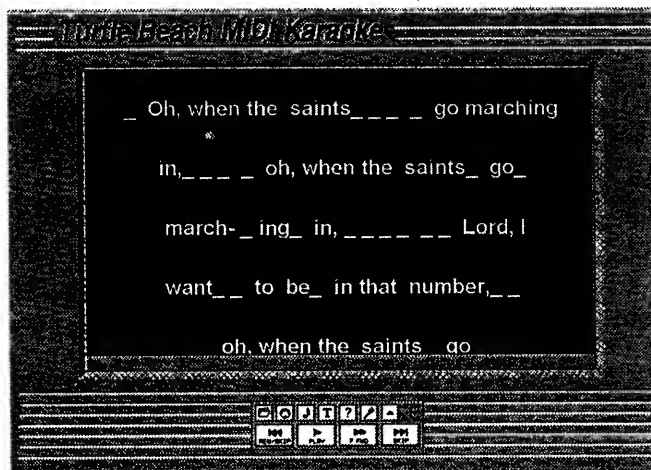 Turtle Beach MIDI Karaoke
_ Oh, when the saints_ _ _ _ go marching
in,_ _ _ _ oh, when the saints_ go_
march- _ ing_ in, _ _ _ _ _ _ Lord, I
want_ _ to be_ in that number,_ _
oh, when the saints go
T ?
PLAY